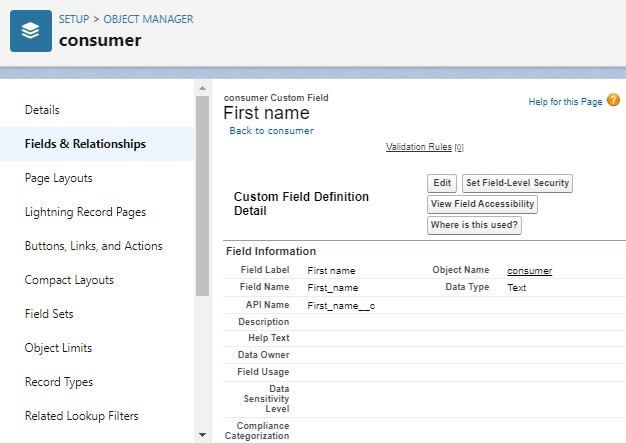 SETUP > OBJECT MANAGER
consumer
Details
Fields & Relationships
Page Layouts
Lightning Record Pages
Buttons, Links, and Actions
Compact Layouts
Field Sets
Object Limits
Record Types
Related Lookup Filters
consumer Custom Field
First name
Back to consumer
Help for this Page ?
Validation Rules [0]
Custom Field Definition
Detail
Edit Set Field-Level Security
View Field Accessibility
Where is this used?
Field Information
Field Label First name Object Name consumer
Field Name First_name Data Type Text
API Name First_name__c
Description
Help Text
Data Owner
Field Usage
Data
Sensitivity
Level
Compliance
Categorization